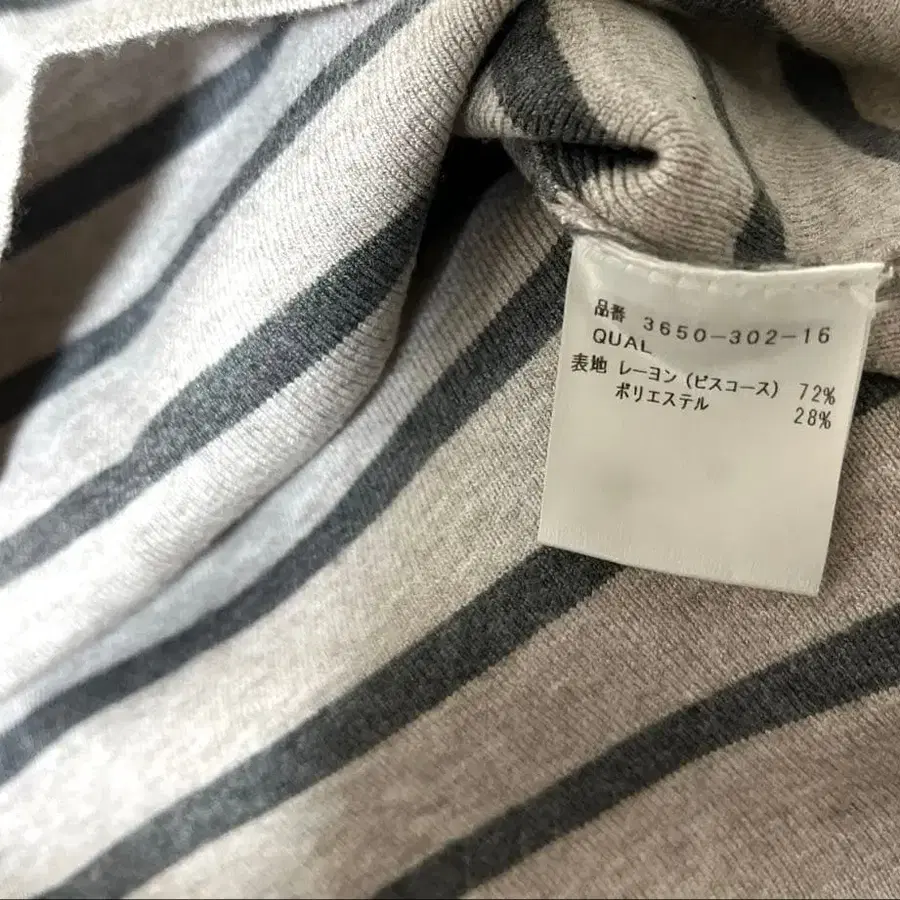 品番 3650-302-16
QUAL
表地 レーヨン(ビスコース) 72%
ポリエステル 28%